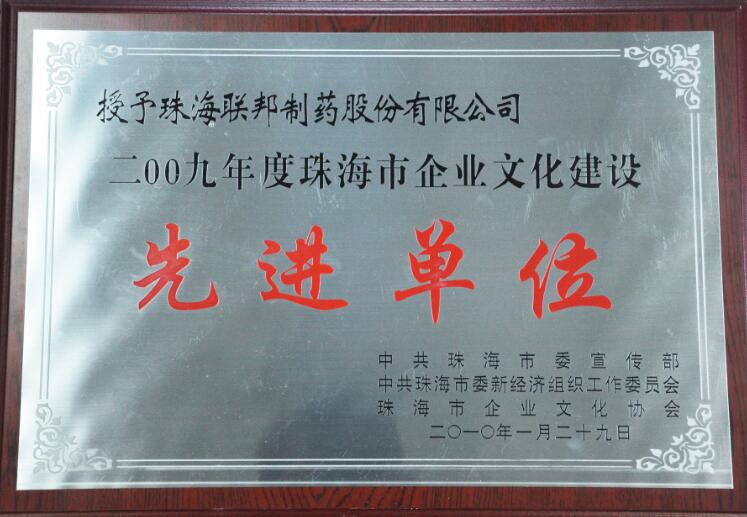 授予珠海联邦制药股份有限公司
二00九年度珠海市企业文化建设
先进单位
中共珠海市委宣传部
中共珠海市委新经济组织工作委员会
珠海市企业文化协会
二〇一〇年一月二十九日